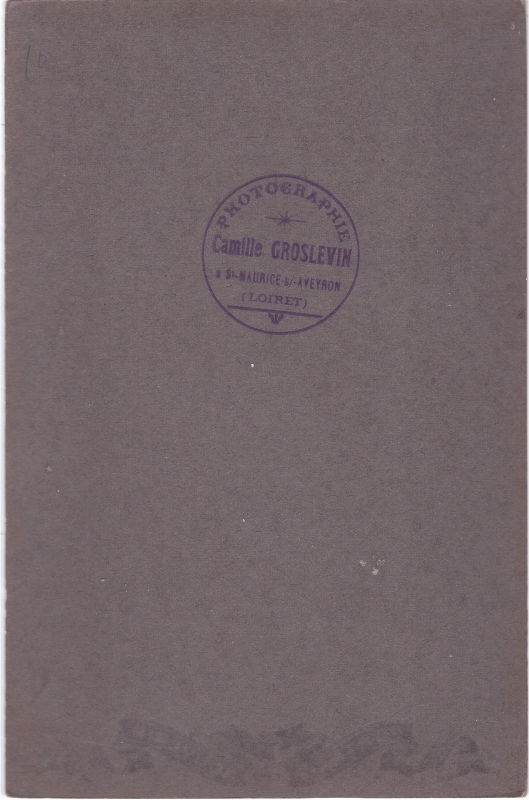 PHOTOGRAPHIE
Camille GROSLEVIN
à St-MAURICE-s/-AVEYRON
(LOIRET)